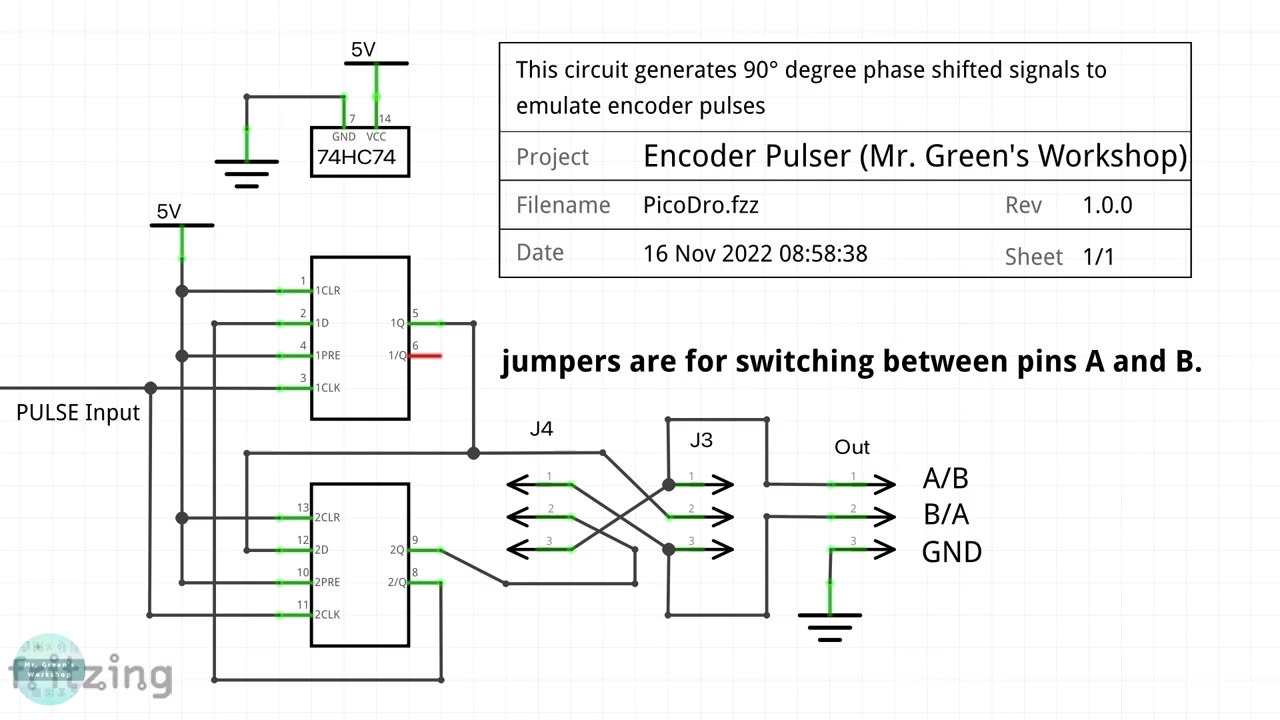 5V
7 14
GND VCC
74HC74
This circuit generates 90° degree phase shifted signals to
emulate encoder pulses
Project Encoder Pulser (Mr. Green's Workshop)
Filename PicoDro.fzz Rev 1.0.0
Date 16 Nov 2022 08:58:38 Sheet 1/1
5V
1 1CLR
2 1D 1Q 5
4 1PRE 1/Q 6
3 1CLK
PULSE Input
jumpers are for switching between pins A and B.
J4 J3 Out
1 1 1 A/B
2 2 2 B/A
3 3 3 GND
13 2CLR
12 2D 2Q 9
10 2PRE 2/Q 8
11 2CLK
Mr. Green's
Workshop
fritzing